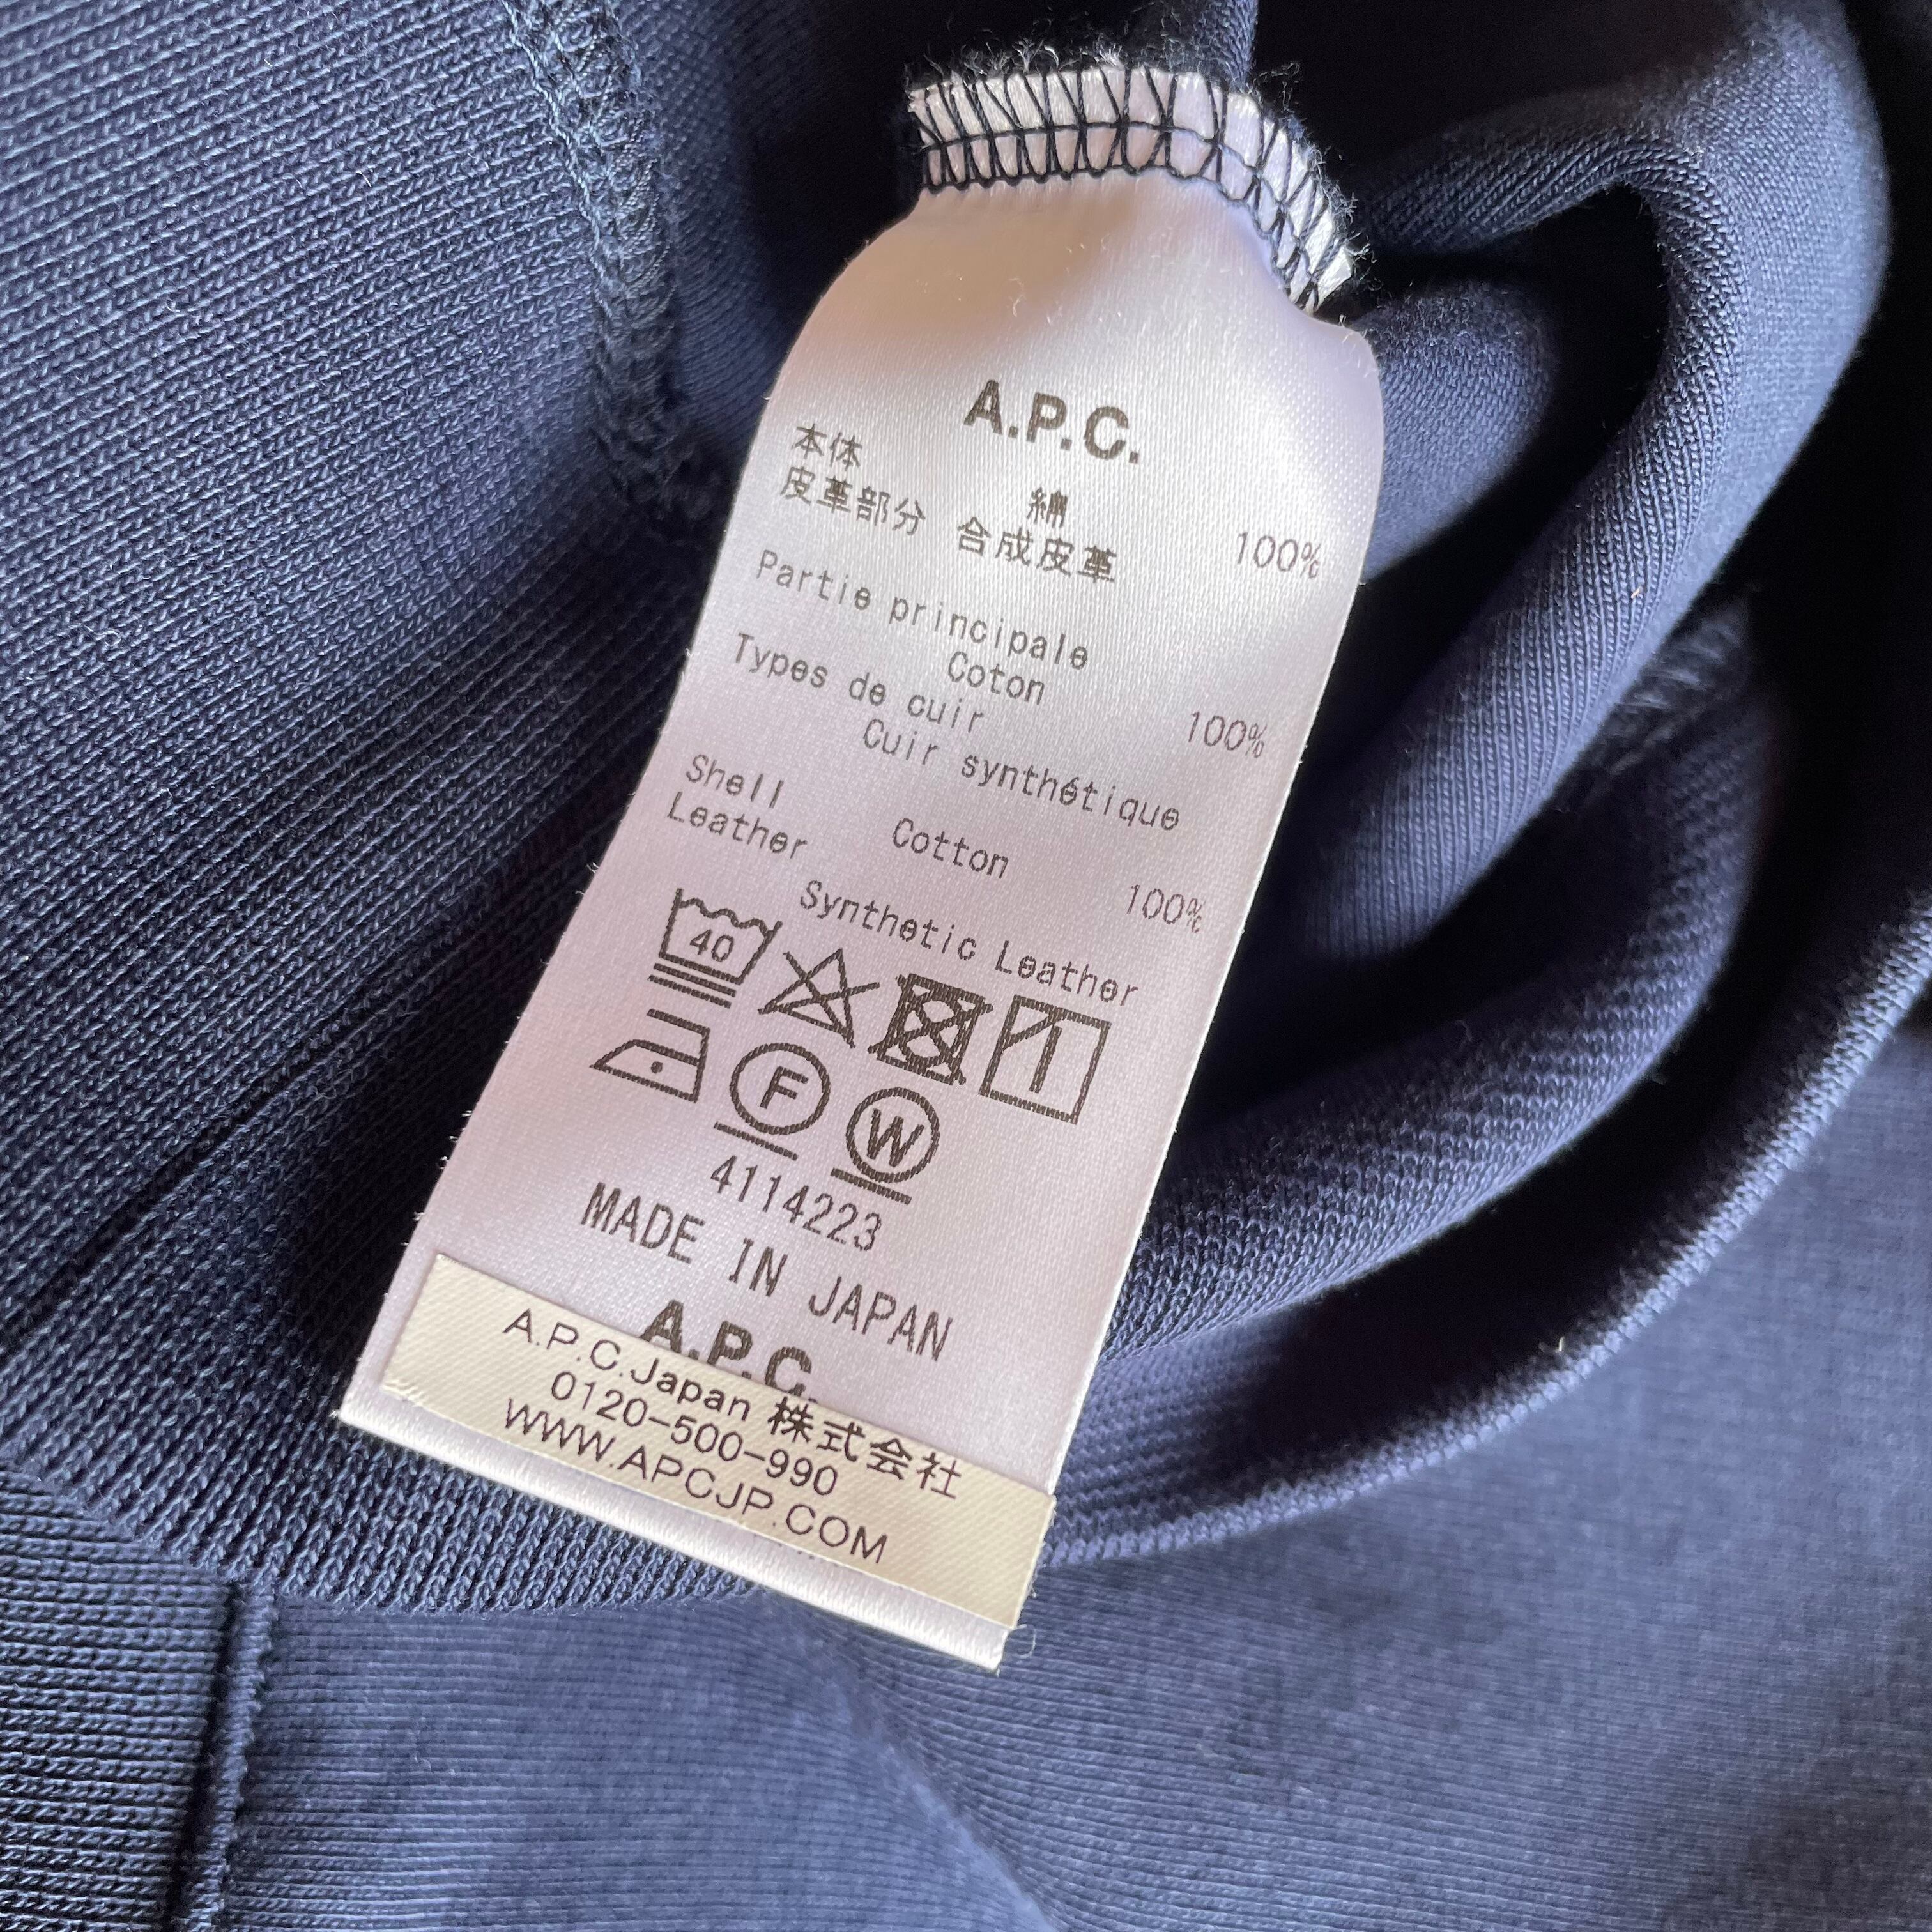 A.P.C.
本体 綿 100%
皮革部分 合成皮革
Partie principale
Coton 100%
Types de cuir
Cuir synthétique
Shell Cotton 100%
Leather Synthetic Leather
40
F W
4114223
MADE IN JAPAN
A.P.C.
A.P.C.Japan 株式会社
0120-500-990
WWW.APCJP.COM